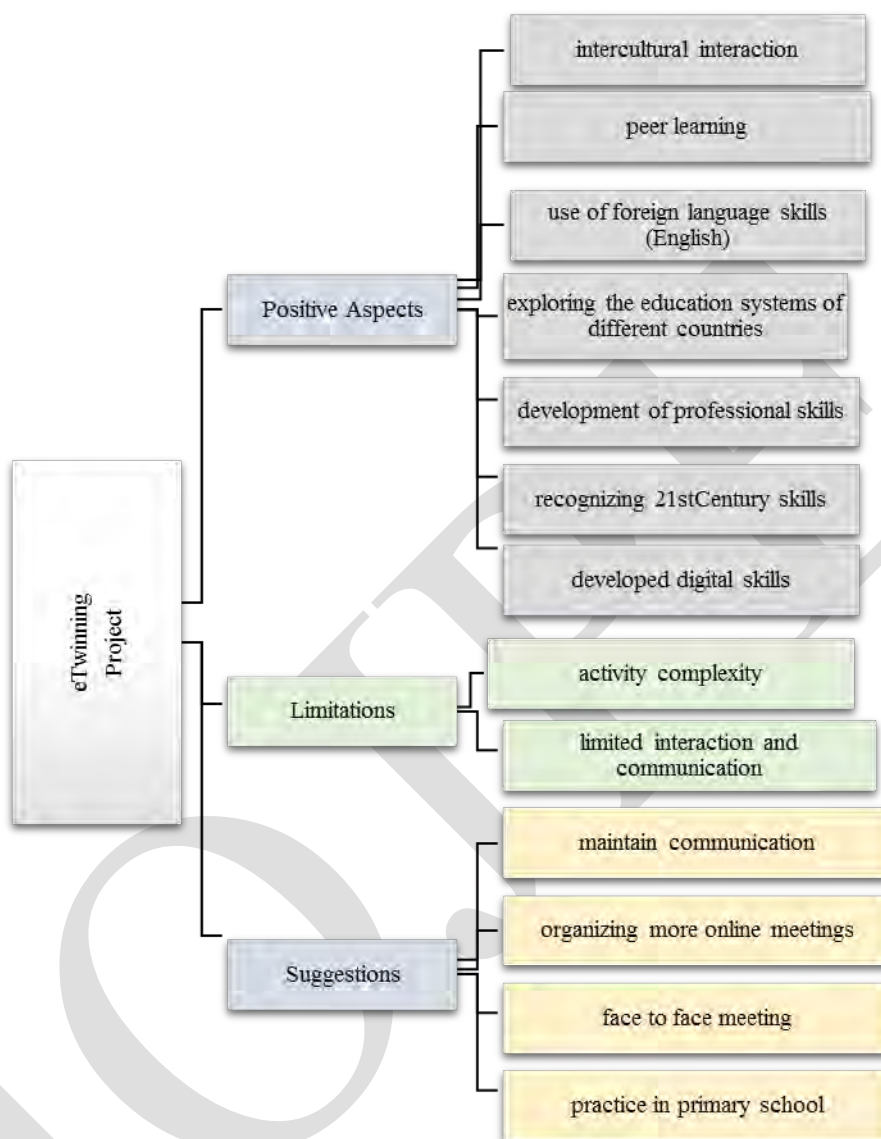 eTwinning
Project
Positive Aspects
intercultural interaction
peer learning
use of foreign language skills
(English)
exploring the education systems of
different countries
development of professional skills
recognizing 21stCentury skills
developed digital skills
Limitations
activity complexity
limited interaction and
communication
Suggestions
maintain communication
organizing more online meetings
face to face meeting
practice in primary school